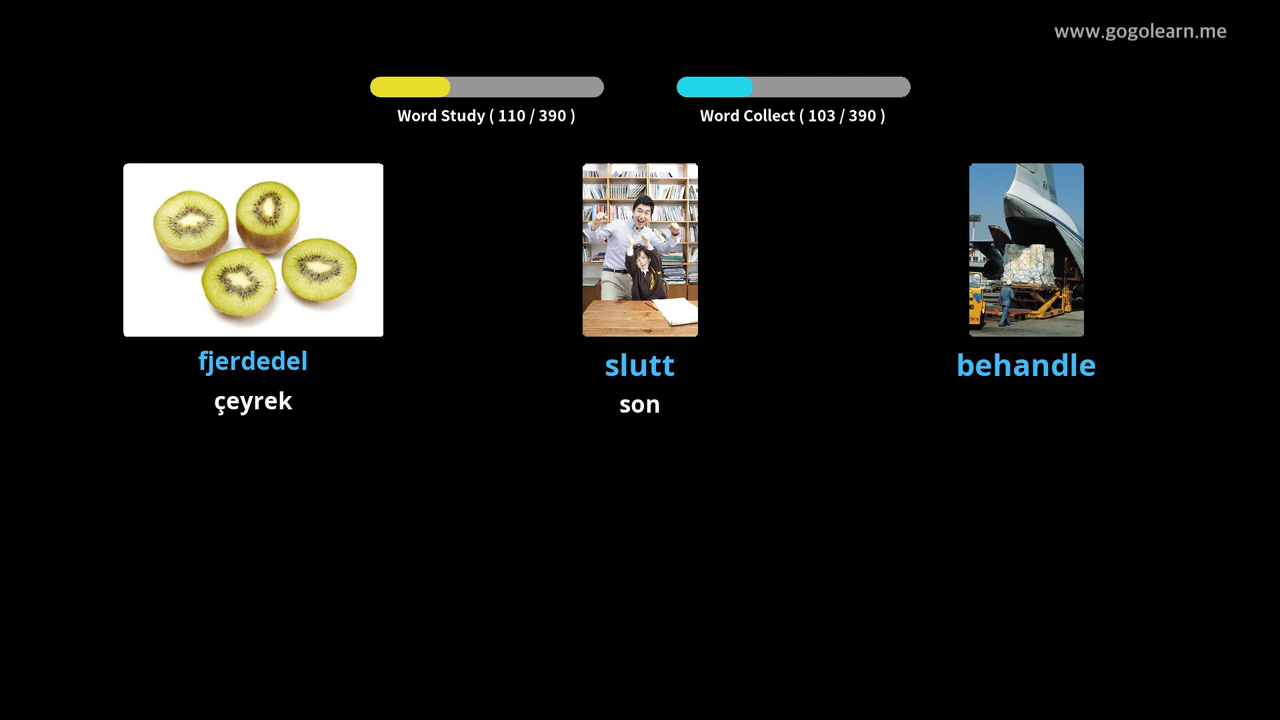 www.gogolearn.me
Word Study ( 110 / 390 )
Word Collect ( 103 / 390 )
fjerdedel
çeyrek
slutt
son
behandle